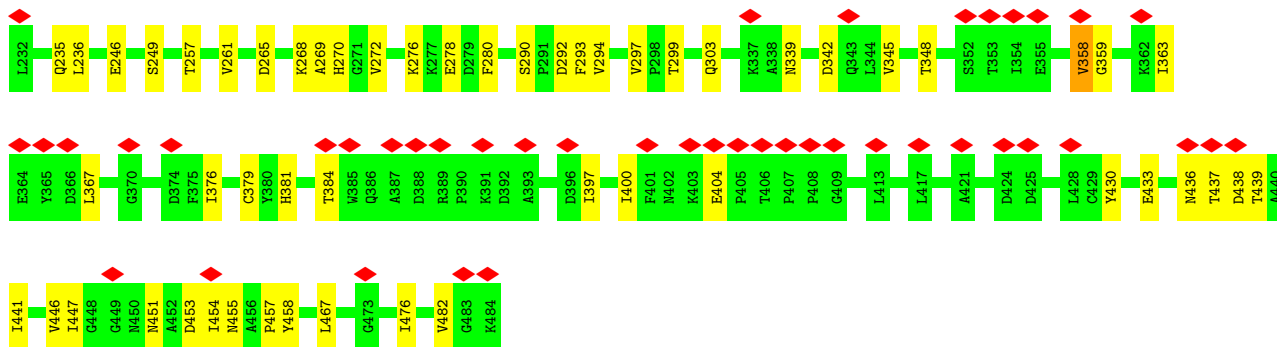 L232 Q235 L236 E246 S249 T257 V261 D265 K268 A269 H270 G271 V272 K276 K277 E278 D279 F280 S290 P291 D292 F293 V294 V297 P298 T299 Q303 K337 A338 N339 D342 Q343 L344 V345 T348 S352 T353 I354 E355 V358 G359 K362 I363
E364 Y365 D366 L367 G370 D374 F375 I376 C379 Y380 H381 T384 W385 Q386 A387 D388 R389 P390 K391 D392 A393 D396 I397 I400 F401 N402 K403 E404 P405 T406 P407 P408 G409 L413 L417 A421 D424 D425 L428 C429 Y430 E433 N436 T437 D438 T439 A440
I441 V446 I447 G448 G449 N450 N451 A452 D453 I454 N455 A456 P457 Y458 L467 G473 I476 V482 G483 K484